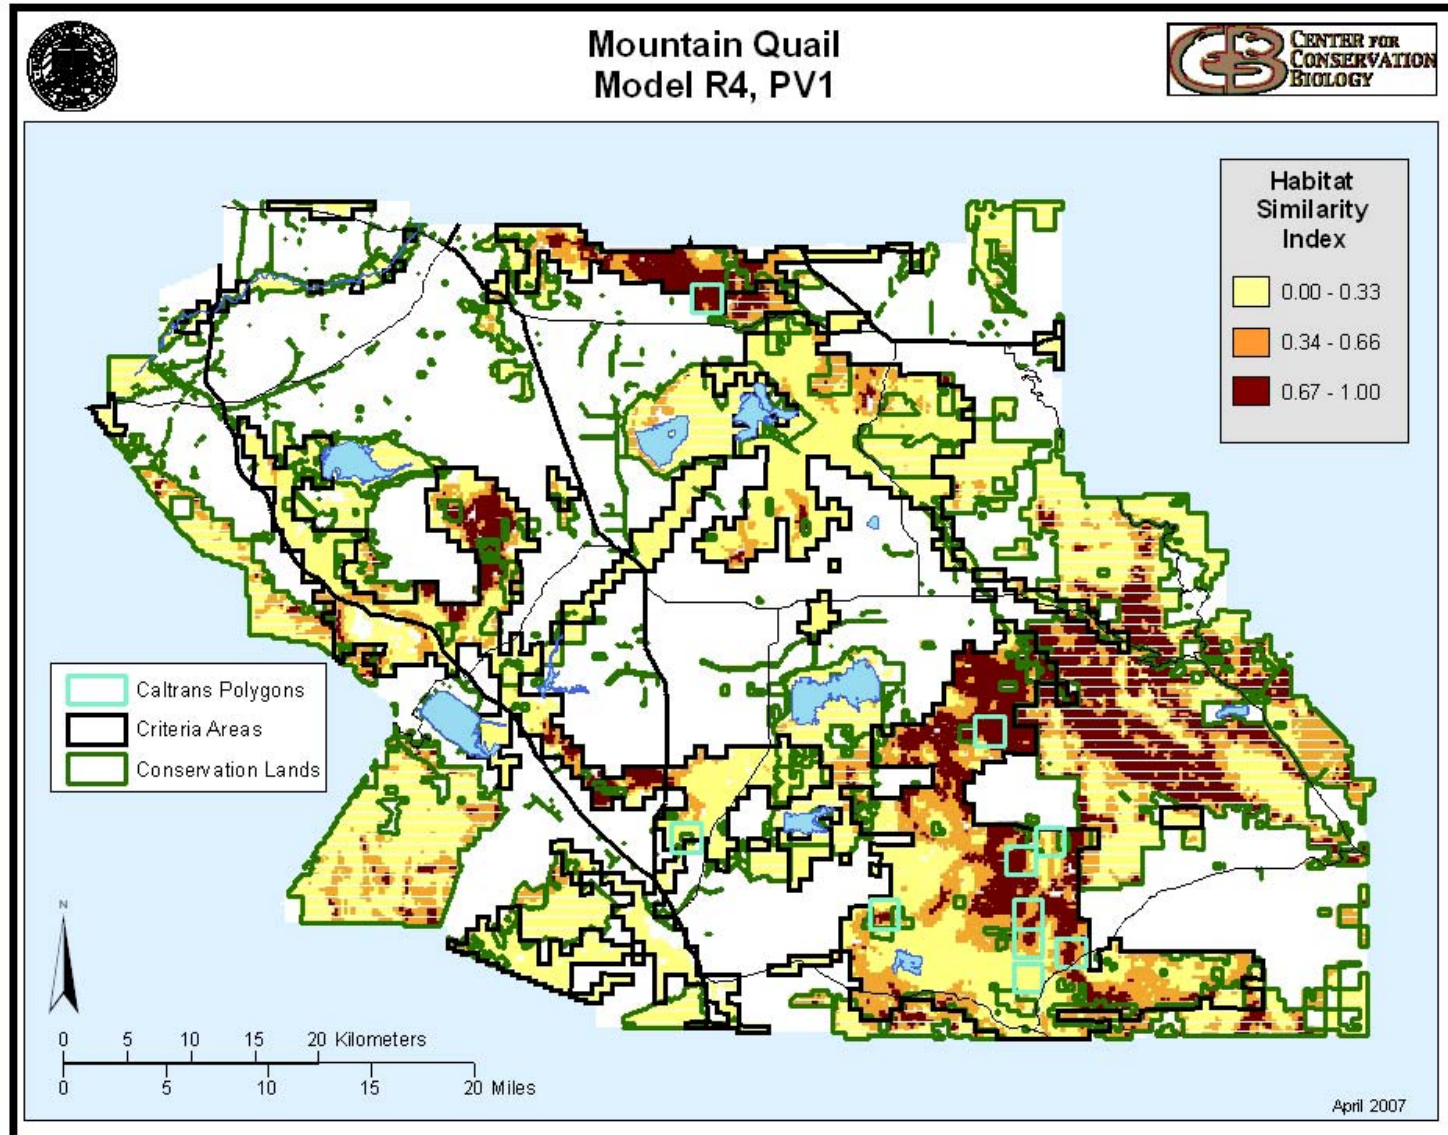 Mountain Quail
Model R4, PV1
CB
CENTER FOR
CONSERVATION
BIOLOGY
Habitat
Similarity
Index
0.00 - 0.33
0.34 - 0.66
0.67 - 1.00
Caltrans Polygons
Criteria Areas
Conservation Lands
N
0 5 10 15 20 Kilometers
0 5 10 15 20 Miles
April 2007